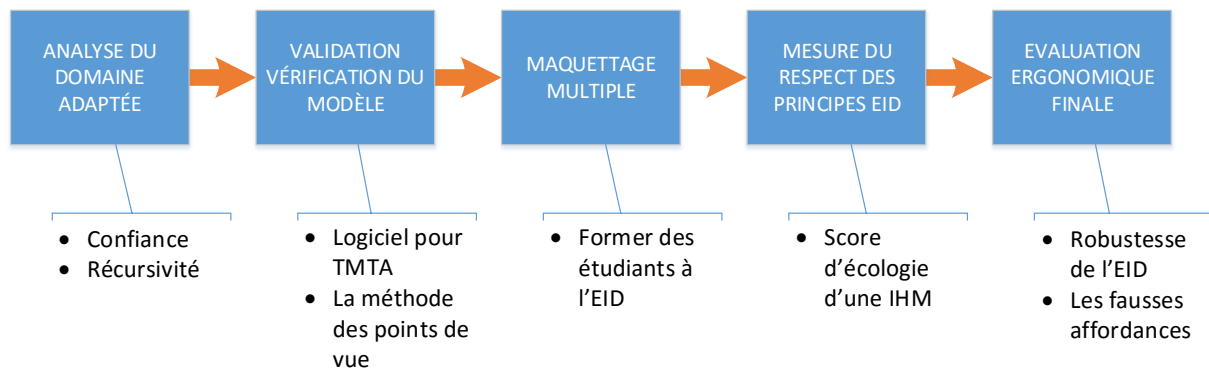 ANALYSE DU
DOMAINE
ADAPTÉE
VALIDATION
VÉRIFICATION DU
MODÈLE
MAQUETTAGE
MULTIPLE
MESURE DU
RESPECT DES
PRINCIPES EID
EVALUATION
ERGONOMIQUE
FINALE
• Confiance
• Récursivité
• Logiciel pour
TMTA
• La méthode
des points de
vue
• Former des
étudiants à
l’EID
• Score
d’écologie
d’une IHM
• Robustesse
de l’EID
• Les fausses
affordances